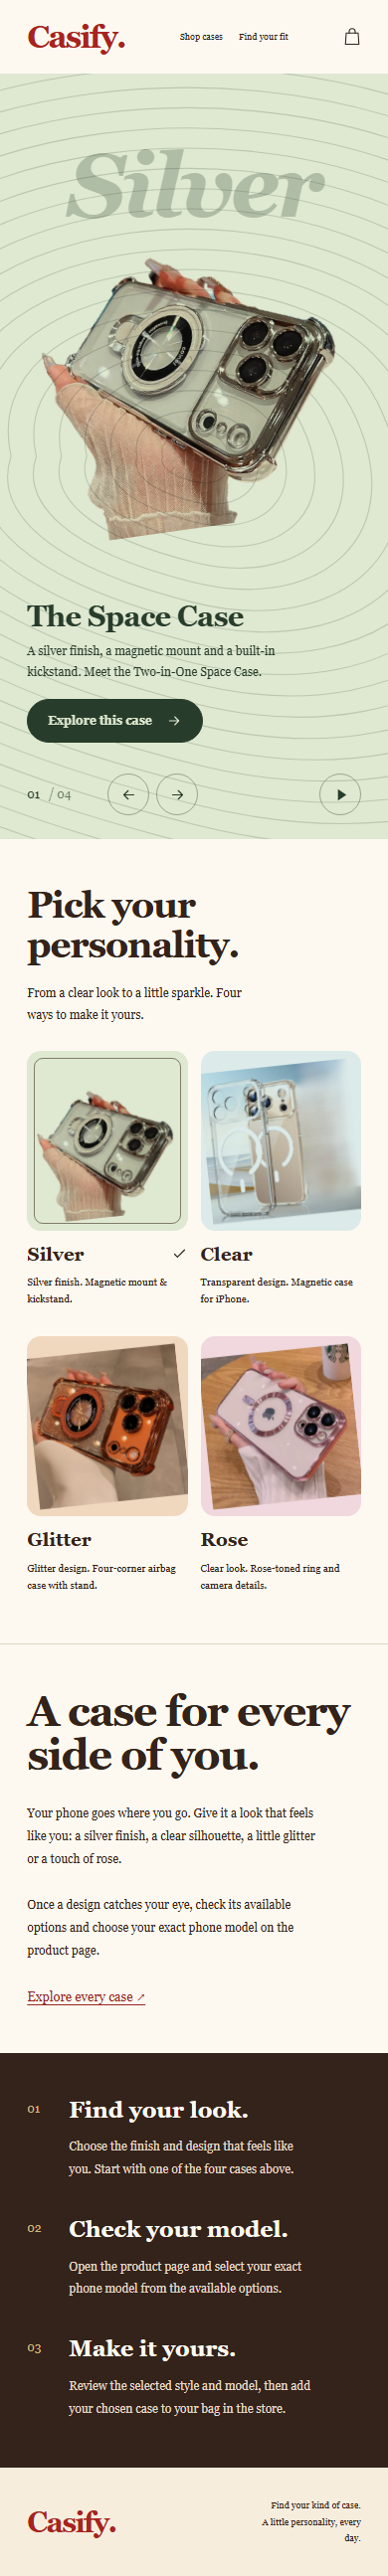 Casify.
Shop cases
Find your fit
Silver
The Space Case
A silver finish, a magnetic mount and a built-in
kickstand. Meet the Two-in-One Space Case.
Explore this case →
01 / 04
← →
Pick your
personality.
From a clear look to a little sparkle. Four
ways to make it yours.
Silver
Silver finish. Magnetic mount &
kickstand.
Clear
Transparent design. Magnetic case
for iPhone.
Glitter
Glitter design. Four-corner airbag
case with stand.
Rose
Clear look. Rose-toned ring and
camera details.
A case for every
side of you.
Your phone goes where you go. Give it a look that feels
like you: a silver finish, a clear silhouette, a little glitter
or a touch of rose.
Once a design catches your eye, check its available
options and choose your exact phone model on the
product page.
Explore every case ↗
01
Find your look.
Choose the finish and design that feels like
you. Start with one of the four cases above.
02
Check your model.
Open the product page and select your exact
phone model from the available options.
03
Make it yours.
Review the selected style and model, then add
your chosen case to your bag in the store.
Casify.
Find your kind of case.
A little personality, every
day.